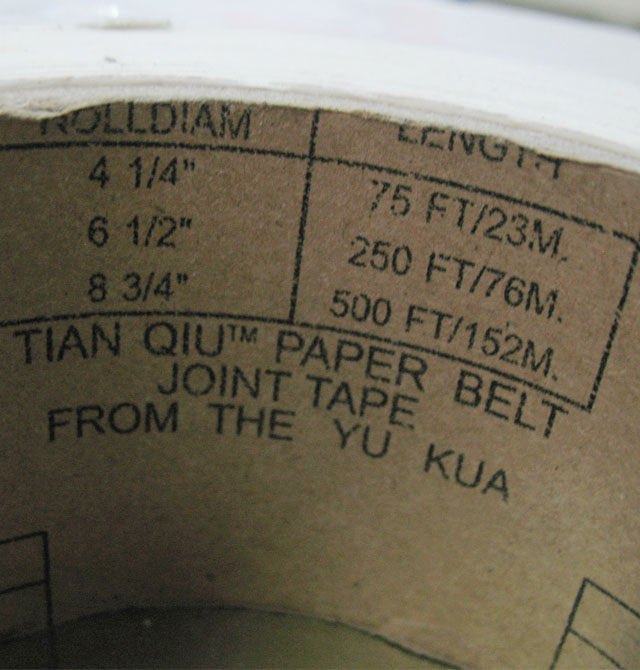 ROLLDIAM LENGTH
4 1/4" 75 FT/23M.
6 1/2" 250 FT/76M.
8 3/4" 500 FT/152M.
TIAN QIU™ PAPER BELT
JOINT TAPE
FROM THE YU KUA